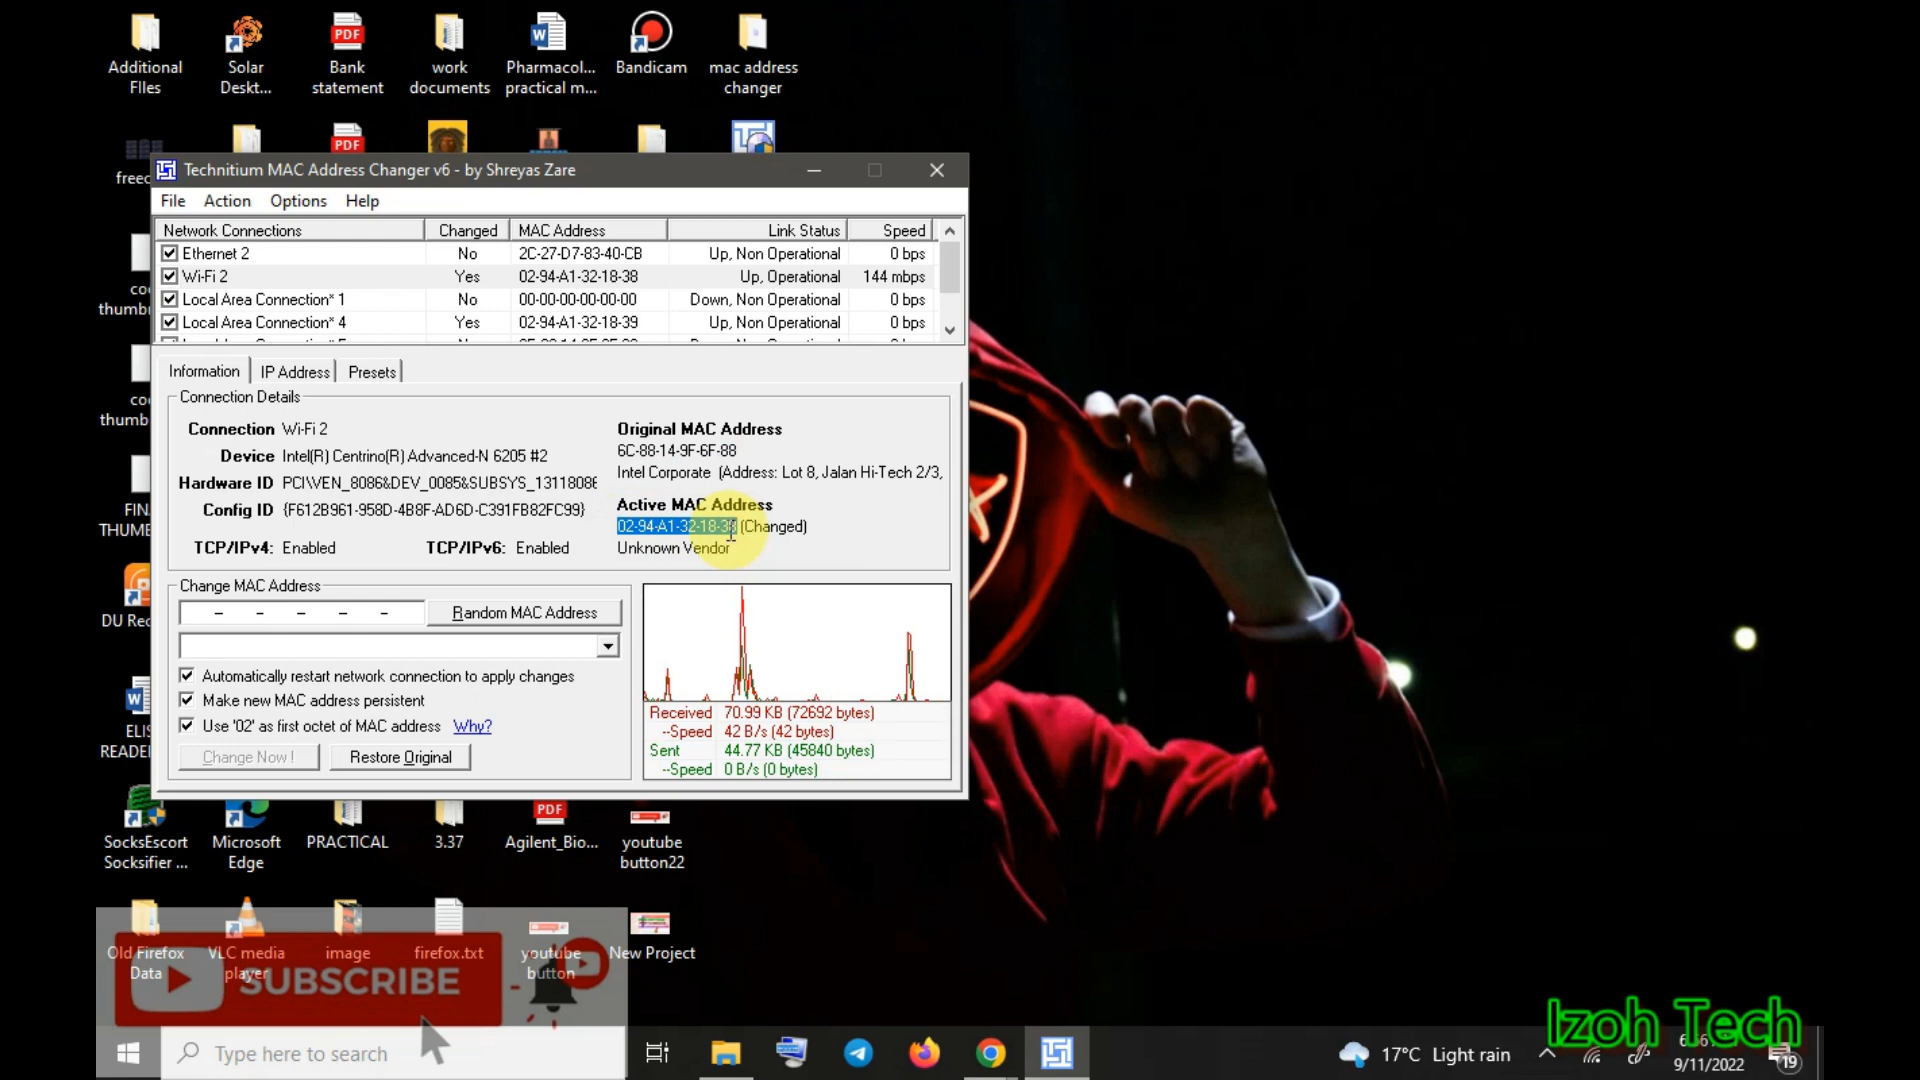 Additional
FIles
Solar
Deskt...
PDF
Bank
statement
work
documents
Pharmacol...
practical m...
Bandicam
mac address
changer
PDF
Technitium MAC Address Changer v6 - by Shreyas Zare
File Action Options Help
Network Connections Changed MAC Address Link Status Speed
Ethernet 2 No 2C-27-D7-83-40-CB Up, Non Operational 0 bps
Wi-Fi 2 Yes 02-94-A1-32-18-38 Up, Operational 144 mbps
Local Area Connection* 1 No 00-00-00-00-00-00 Down, Non Operational 0 bps
Local Area Connection* 4 Yes 02-94-A1-32-18-39 Up, Non Operational 0 bps
Information IP Address Presets
Connection Details
Connection Wi-Fi 2
Device Intel(R) Centrino(R) Advanced-N 6205 #2
Hardware ID PCI\VEN_8086&DEV_0085&SUBSYS_13118086
Config ID {F612B961-958D-4B8F-AD6D-C391FB82FC99}
TCP/IPv4: Enabled TCP/IPv6: Enabled
Original MAC Address
6C-88-14-9F-6F-88
Intel Corporate (Address: Lot 8, Jalan Hi-Tech 2/3,
Active MAC Address
02-94-A1-32-18-38 (Changed)
Unknown Vendor
Change MAC Address
- - - - -
Random MAC Address
Automatically restart network connection to apply changes
Make new MAC address persistent
Use '02' as first octet of MAC address Why?
Change Now ! Restore Original
Received 70.99 KB (72692 bytes)
--Speed 42 B/s (42 bytes)
Sent 44.77 KB (45840 bytes)
--Speed 0 B/s (0 bytes)
SocksEscort
Socksifier ...
Microsoft
Edge
PRACTICAL
3.37
PDF
Agilent_Bio...
youtube
button22
Old Firefox
Data
VLC media
player
image
firefox.txt
youtube
button
New Project
SUBSCRIBE
Type here to search
17°C Light rain
9/11/2022
19
Izoh Tech